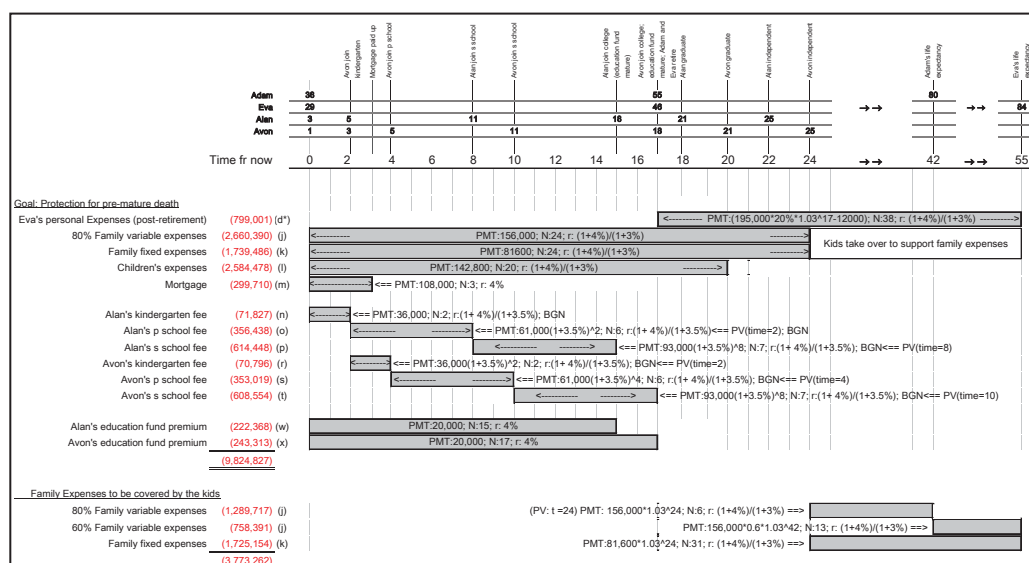 Avon join
kindergarten
Mortgage paid up
Avon join p school
Alan join s school
Avon join s school
Alan join college
(education fund
mature)
Avon join college;
education fund
mature; Adam and
Eva retire
Alan graduate
Avon graduate
Alan independent
Avon independent
Adam's life
expectancy
Eva's life
expectancy
Adam 36 55 80
Eva 29 46 →→ →→ 84
Alan 3 5 11 16 21 25
Avon 1 3 5 11 18 21 25
Time fr now 0 2 4 6 8 10 12 14 16 18 20 22 24 →→ 42 →→ 55
Goal: Protection for pre-mature death
Eva's personal Expenses (post-retirement) (799,001) (d*) <---------- PMT:(195,000*20%*1.03^17-12000); N:38; r: (1+4%)/(1+3%) ---------->
80% Family variable expenses (2,660,390) (j) <---------- PMT:156,000; N:24; r: (1+4%)/(1+3%) ----------> Kids take over to support family expenses
Family fixed expenses (1,739,486) (k) <---------- PMT:81600; N:24; r: (1+4%)/(1+3%) ---------->
Children's expenses (2,584,478) (l) <---------- PMT:142,800; N:20; r: (1+4%)/(1+3%) ---------->
Mortgage (299,710) (m) <----------------> <== PMT:108,000; N:3; r: 4%
Alan's kindergarten fee (71,827) (n) <---------> <== PMT:36,000; N:2; r:(1+ 4%)/(1+3.5%); BGN
Alan's p school fee (356,438) (o) <---------- ----------> <== PMT:61,000(1+3.5%)^2; N:6; r:(1+ 4%)/(1+3.5%)<== PV(time=2); BGN
Alan's s school fee (614,448) (p) <---------- ----------> <== PMT:93,000(1+3.5%)^8; N:7; r:(1+ 4%)/(1+3.5%); BGN<== PV(time=8)
Avon's kindergarten fee (70,796) (r) <---------> <== PMT:36,000(1+3.5%)^2; N:2; r:(1+ 4%)/(1+3.5%); BGN<== PV(time=2)
Avon's p school fee (353,019) (s) <---------- ----------> <== PMT:61,000(1+3.5%)^4; N:6; r:(1+ 4%)/(1+3.5%); BGN<== PV(time=4)
Avon's s school fee (608,554) (t) <---------- ----------> <== PMT:93,000(1+3.5%)^8; N:7; r:(1+ 4%)/(1+3.5%); BGN<== PV(time=10)
Alan's education fund premium (222,368) (w) PMT:20,000; N:15; r: 4%
Avon's education fund premium (243,313) (x) PMT:20,000; N:17; r: 4%
(9,824,827)
Family Expenses to be covered by the kids
80% Family variable expenses (1,289,717) (j) (PV: t =24) PMT: 156,000*1.03^24; N:6; r: (1+4%)/(1+3%) ==>
60% Family variable expenses (758,391) (j) PMT:156,000*0.6*1.03^42; N:13; r: (1+4%)/(1+3%) ==>
Family fixed expenses (1,725,154) (k) PMT:81,600*1.03^24; N:31; r: (1+4%)/(1+3%) ==>
(3,773,262)